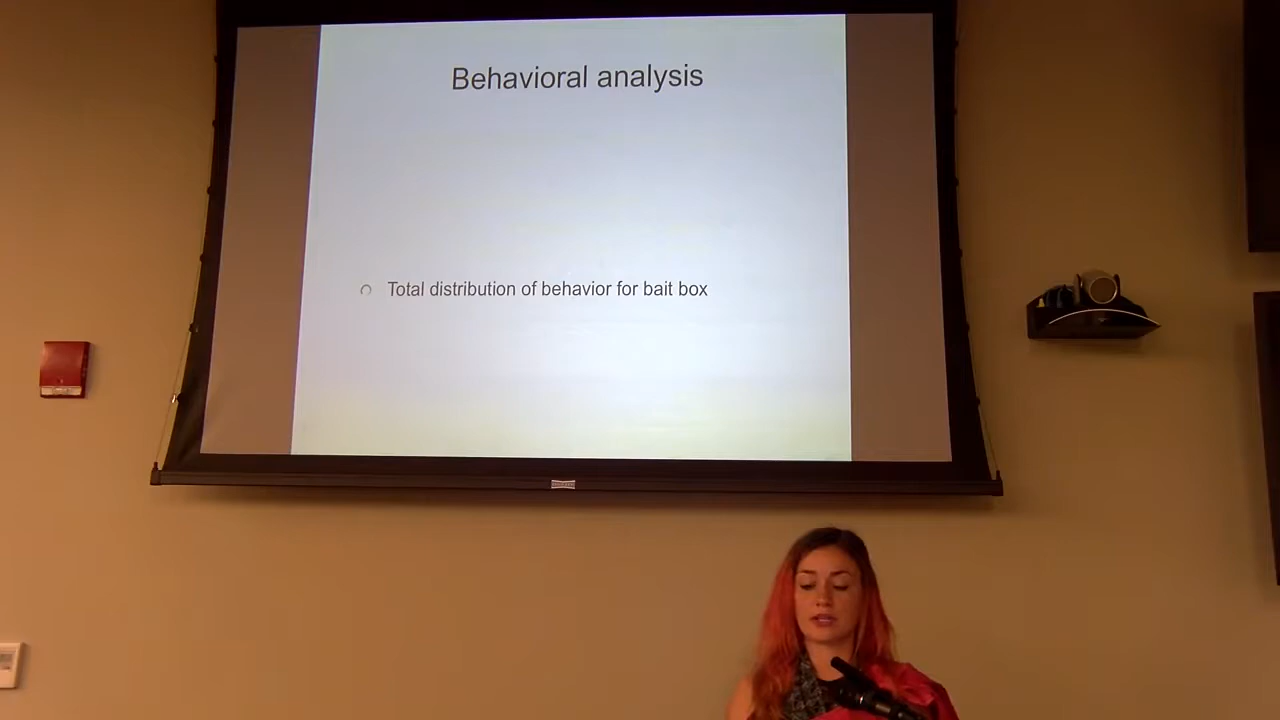 Behavioral analysis
Total distribution of behavior for bait box